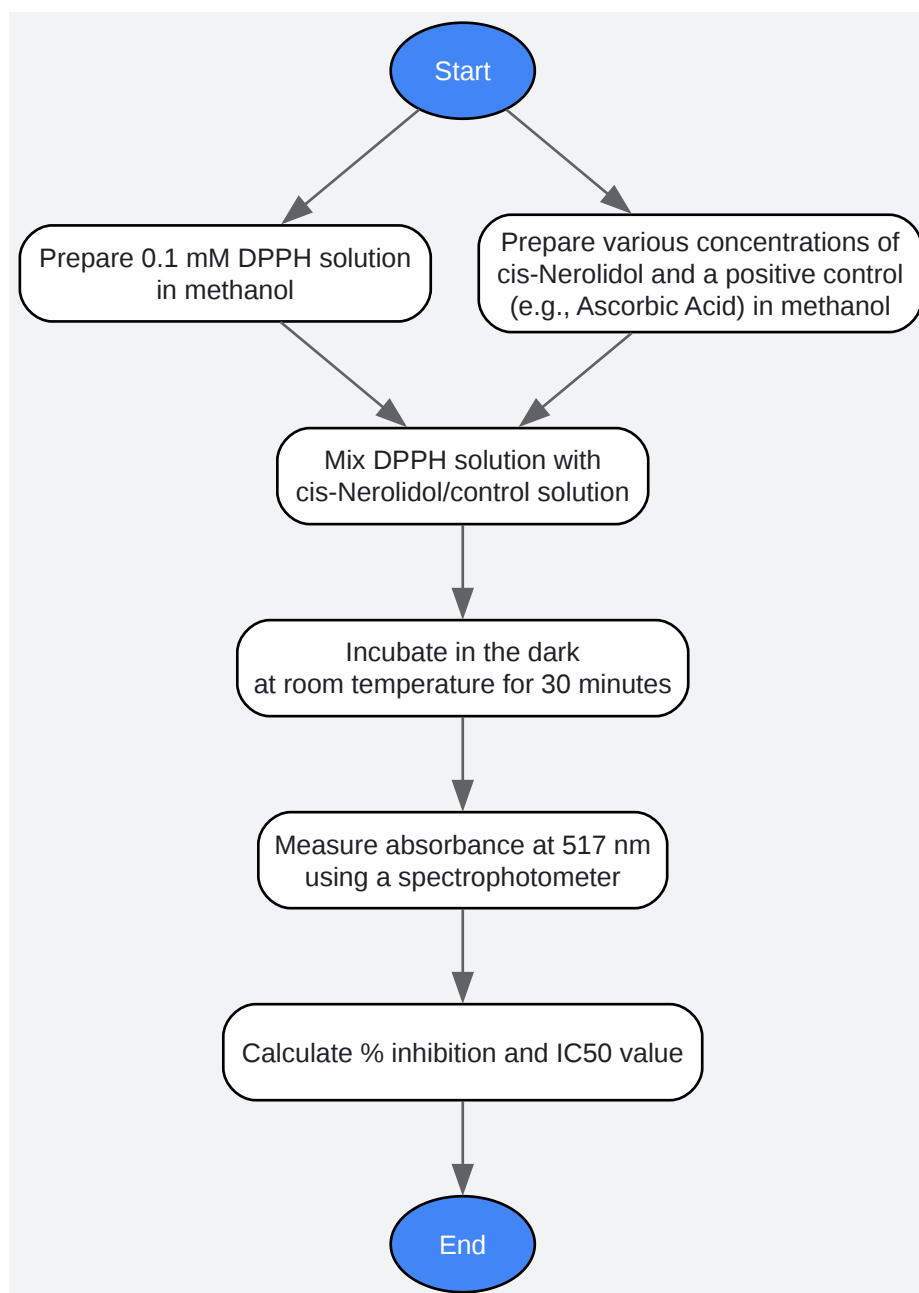 Start
Prepare 0.1 mM DPPH solution
in methanol
Prepare various concentrations of
cis-Nerolidol and a positive control
(e.g., Ascorbic Acid) in methanol
Mix DPPH solution with
cis-Nerolidol/control solution
Incubate in the dark
at room temperature for 30 minutes
Measure absorbance at 517 nm
using a spectrophotometer
Calculate % inhibition and IC50 value
End